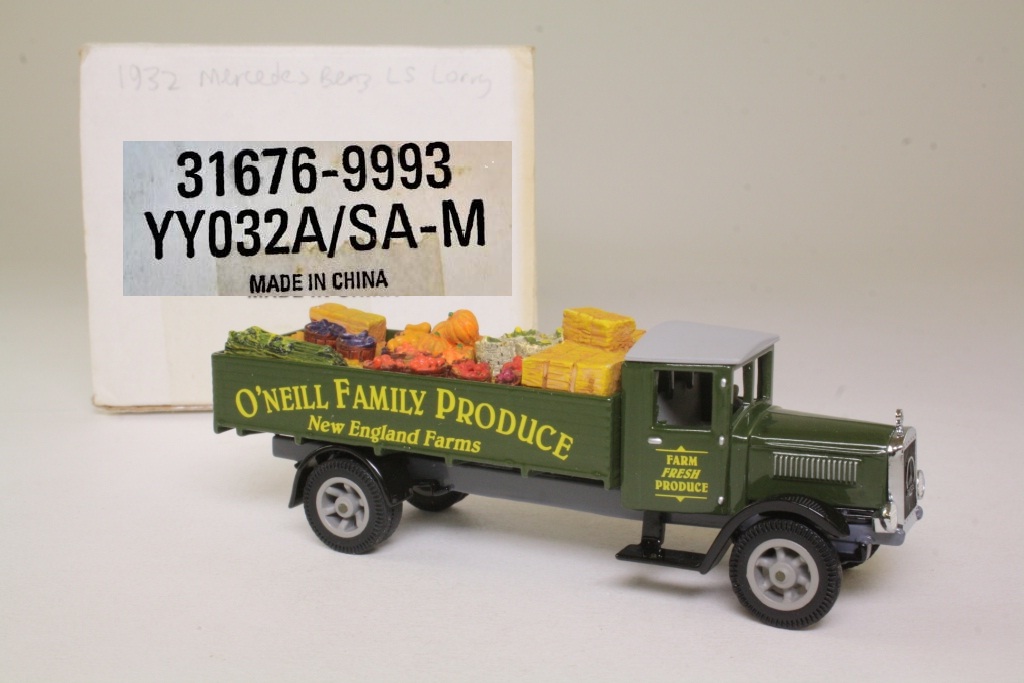 1932 Mercedes Benz LS Lorry
31676-9993
YY032A/SA-M
MADE IN CHINA
O'NEILL FAMILY PRODUCE
New England Farms
FARM
FRESH
PRODUCE